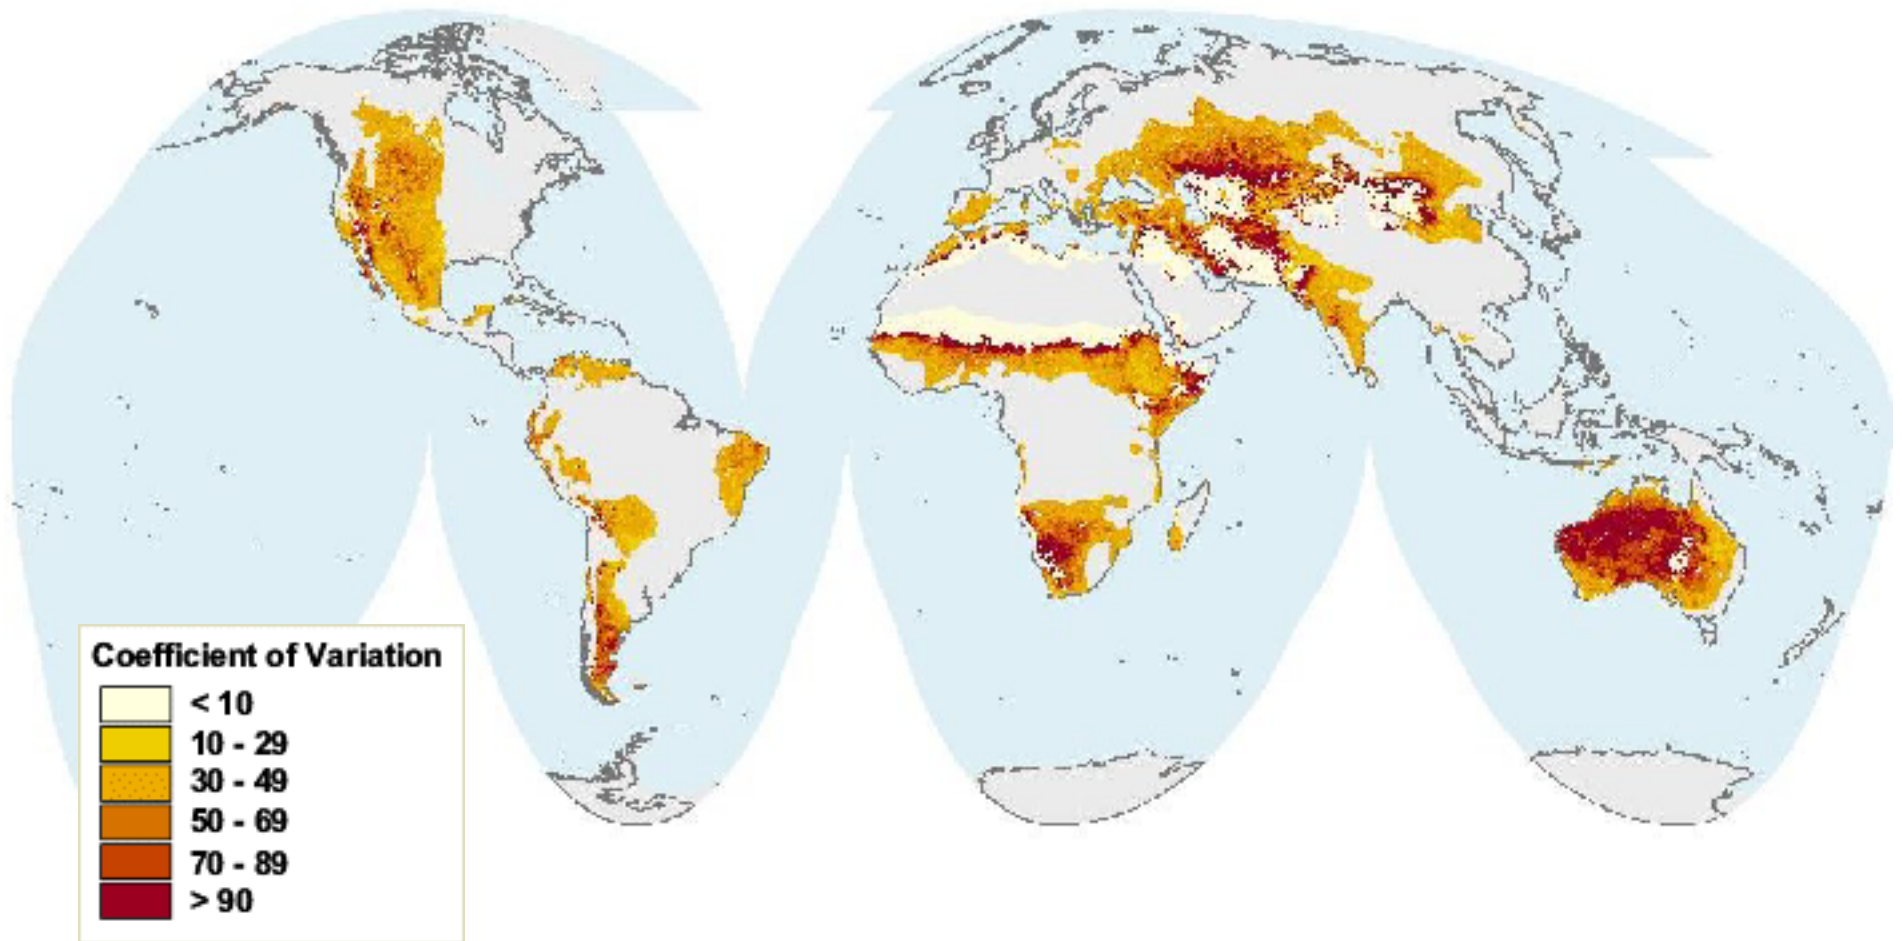 Coefficient of Variation
< 10
10 - 29
30 - 49
50 - 69
70 - 89
> 90